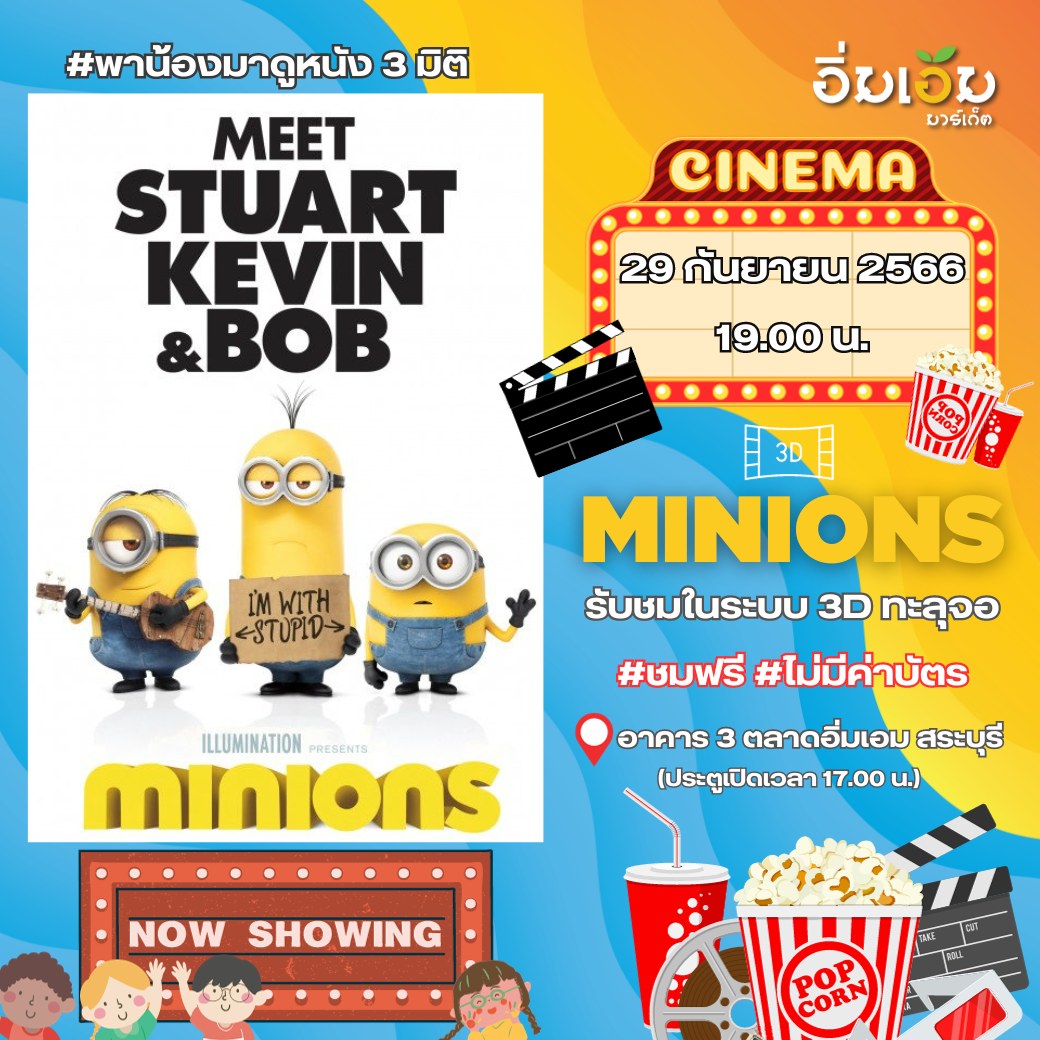 #พาน้องมาดูหนัง 3 มิติ
MEET
STUART
KEVIN
&BOB
I'M WITH
STUPID
ILLUMINATION PRESENTS
minions
NOW SHOWING
อิ่มเอม
มาร์เก็ต
CINEMA
29 กันยายน 2566
19.00 น.
POP
CORN
3D
MINIONS
รับชมในระบบ 3D ทะลุจอ
#ชมฟรี #ไม่มีค่าบัตร
อาคาร 3 ตลาดอิ่มเอม สระบุรี
(ประตูเปิดเวลา 17.00 น.)
TAKE
CUT
ROLL
POP
CORN